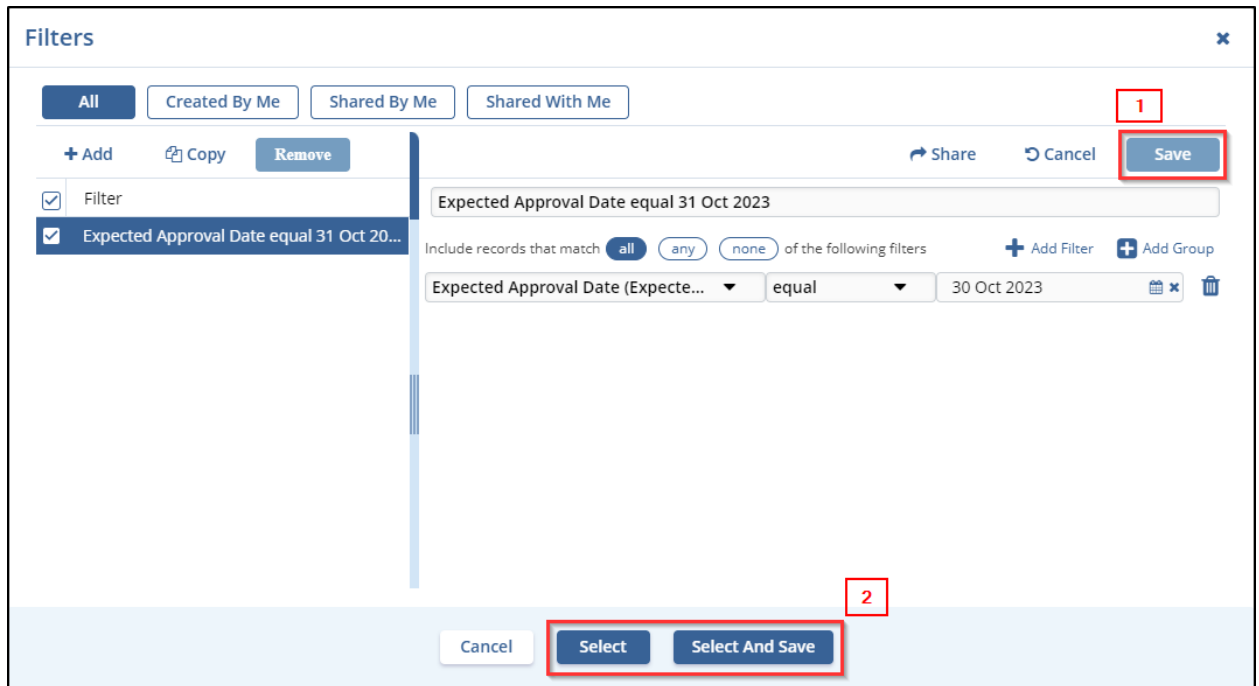 Filters
All Created By Me Shared By Me Shared With Me
1
Add Copy Remove Share Cancel Save
Filter
Expected Approval Date equal 31 Oct 2023
Expected Approval Date equal 31 Oct 20...
Include records that match all any none of the following filters Add Filter Add Group
Expected Approval Date (Expecte... equal 30 Oct 2023
2
Cancel Select Select And Save